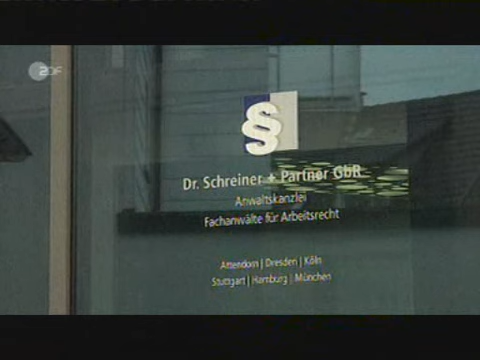 ZDF
§
Dr. Schreiner + Partner GbR
Anwaltskanzlei
Fachanwälte für Arbeitsrecht
Attendorn | Dresden | Köln
Stuttgart | Hamburg | München